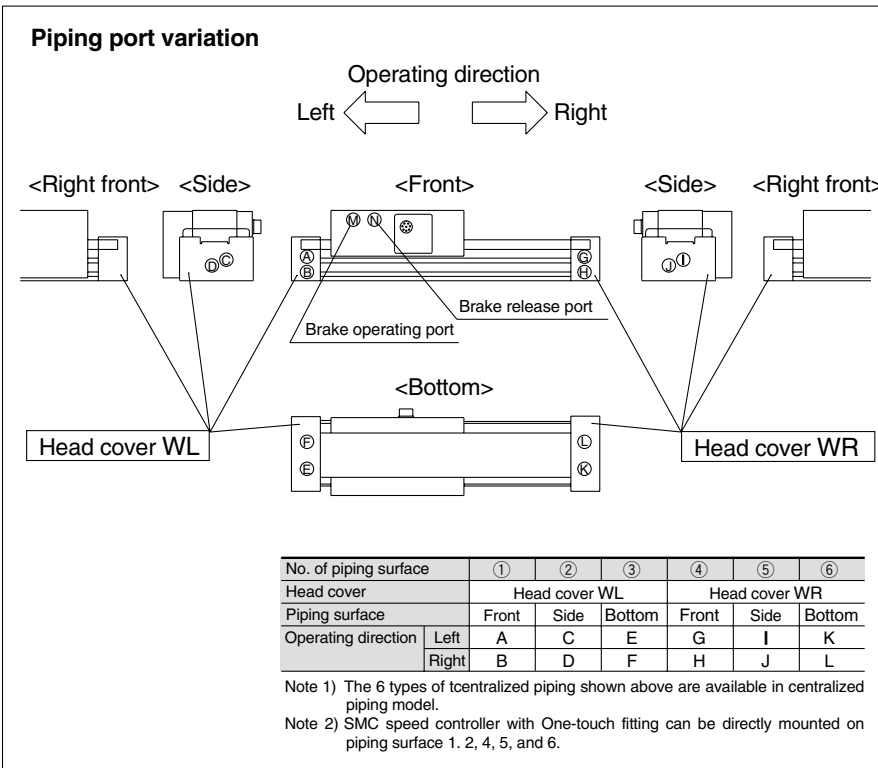 Piping port variation
Operating direction
Left Right
<Right front> <Side> <Front> <Side> <Right front>
M N
A
B
D C
G
H
J I
Brake release port
Brake operating port
<Bottom>
Head cover WL
Head cover WR
F
E
L
K
No. of piping surface ① ② ③ ④ ⑤ ⑥
Head cover Head cover WL Head cover WR
Piping surface Front Side Bottom Front Side Bottom
Operating direction Left A C E G I K
Right B D F H J L
Note 1) The 6 types of tcentralized piping shown above are available in centralized
piping model.
Note 2) SMC speed controller with One-touch fitting can be directly mounted on
piping surface 1. 2, 4, 5, and 6.